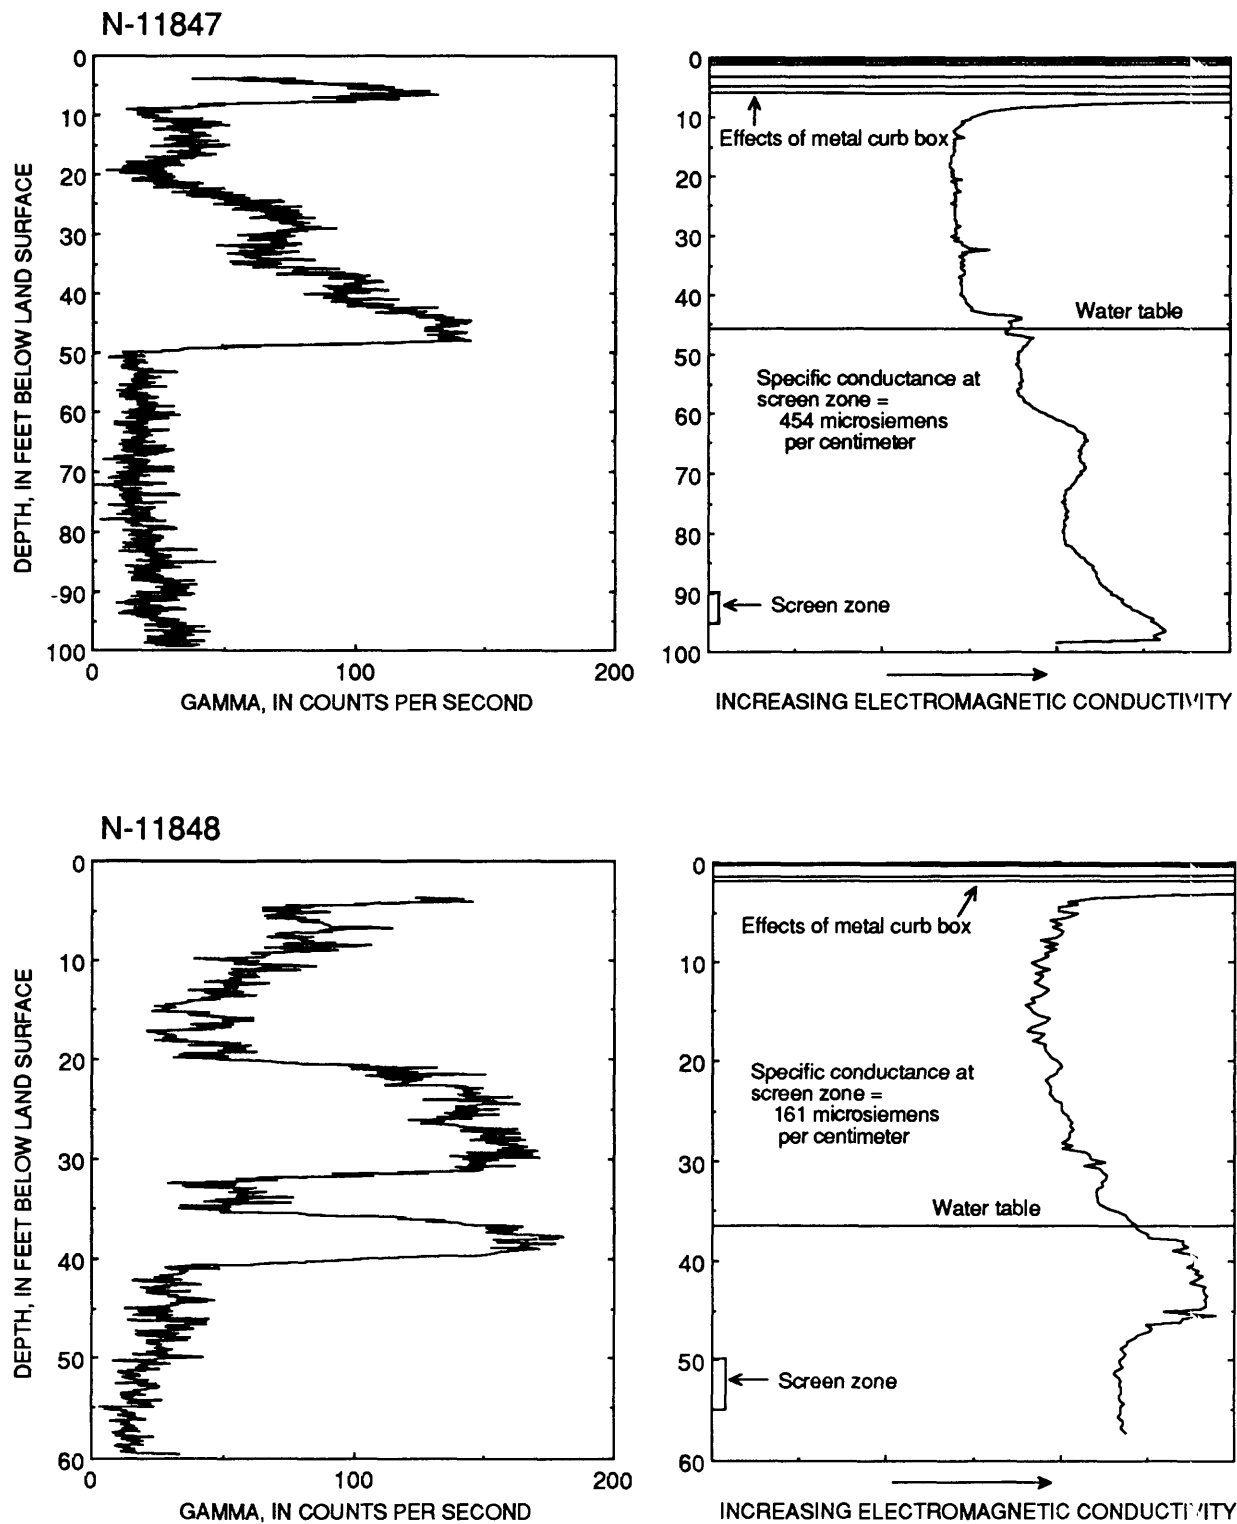 N-11847
0
10
20
30
40
50
60
70
80
-90
100
0
100
200
DEPTH, IN FEET BELOW LAND SURFACE
GAMMA, IN COUNTS PER SECOND
0
10
20
30
40
50
60
70
80
90
100
Effects of metal curb box
Water table
Specific conductance at
screen zone =
454 microsiemens
per centimeter
Screen zone
INCREASING ELECTROMAGNETIC CONDUCTIVITY
N-11848
0
10
20
30
40
50
60
0
100
200
DEPTH, IN FEET BELOW LAND SURFACE
GAMMA, IN COUNTS PER SECOND
0
10
20
30
40
50
60
Effects of metal curb box
Specific conductance at
screen zone =
161 microsiemens
per centimeter
Water table
Screen zone
INCREASING ELECTROMAGNETIC CONDUCTIVITY